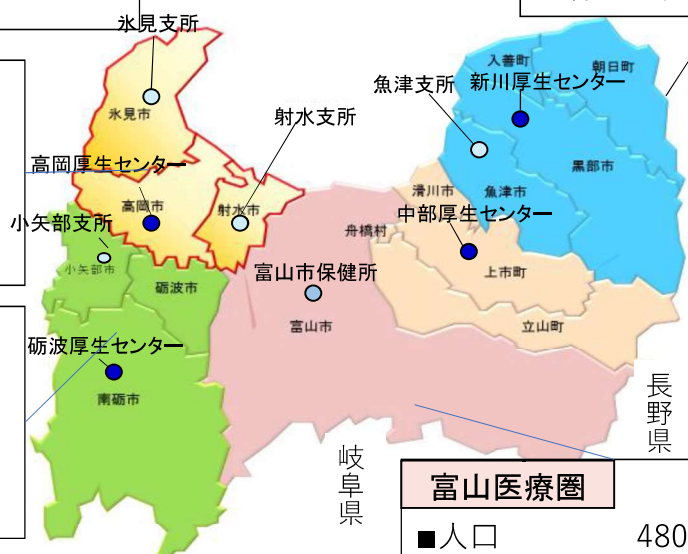 氷見支所
入善町
朝日町
魚津支所
新川厚生センター
氷見市
射水支所
高岡厚生センター
黒部市
滑川市
魚津市
高岡市
射水市
中部厚生センター
小矢部支所
舟橋村
小矢部市
上市町
富山市保健所
砺波市
富山市
立山町
砺波厚生センター
南砺市
長野県
岐阜県
富山医療圏
■人口 480